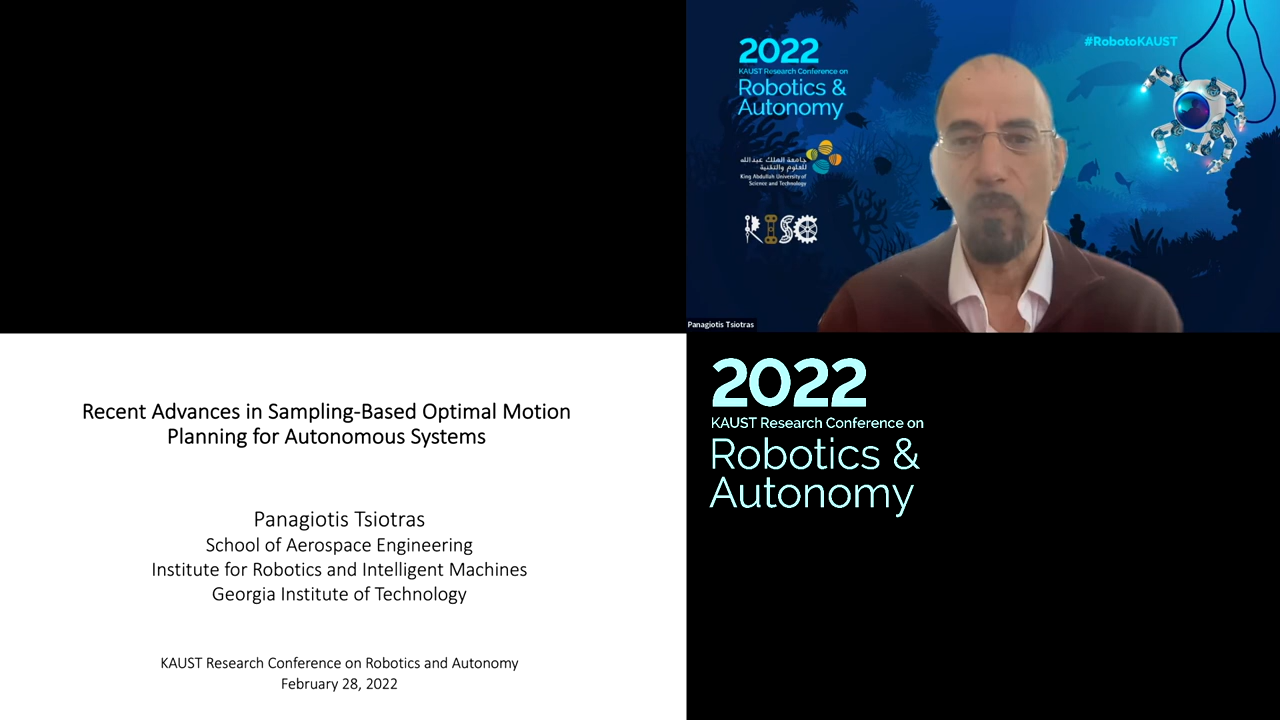 2022
KAUST Research Conference on
Robotics &
Autonomy
#RobotoKAUST
جامعة الملك عبدالله
للعلوم والتقنية
King Abdullah University of
Science and Technology
RISC
Panagiotis Tsiotras
Recent Advances in Sampling-Based Optimal Motion
Planning for Autonomous Systems
Panagiotis Tsiotras
School of Aerospace Engineering
Institute for Robotics and Intelligent Machines
Georgia Institute of Technology
KAUST Research Conference on Robotics and Autonomy
February 28, 2022
2022
KAUST Research Conference on
Robotics &
Autonomy